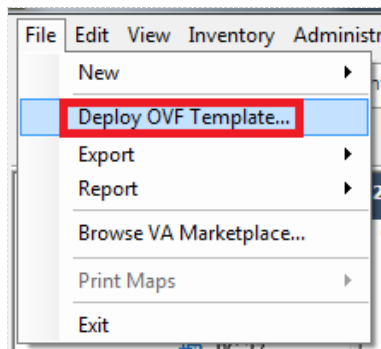 File Edit View Inventory Administr
New
Deploy OVF Template...
Export
Report
Browse VA Marketplace...
Print Maps
Exit